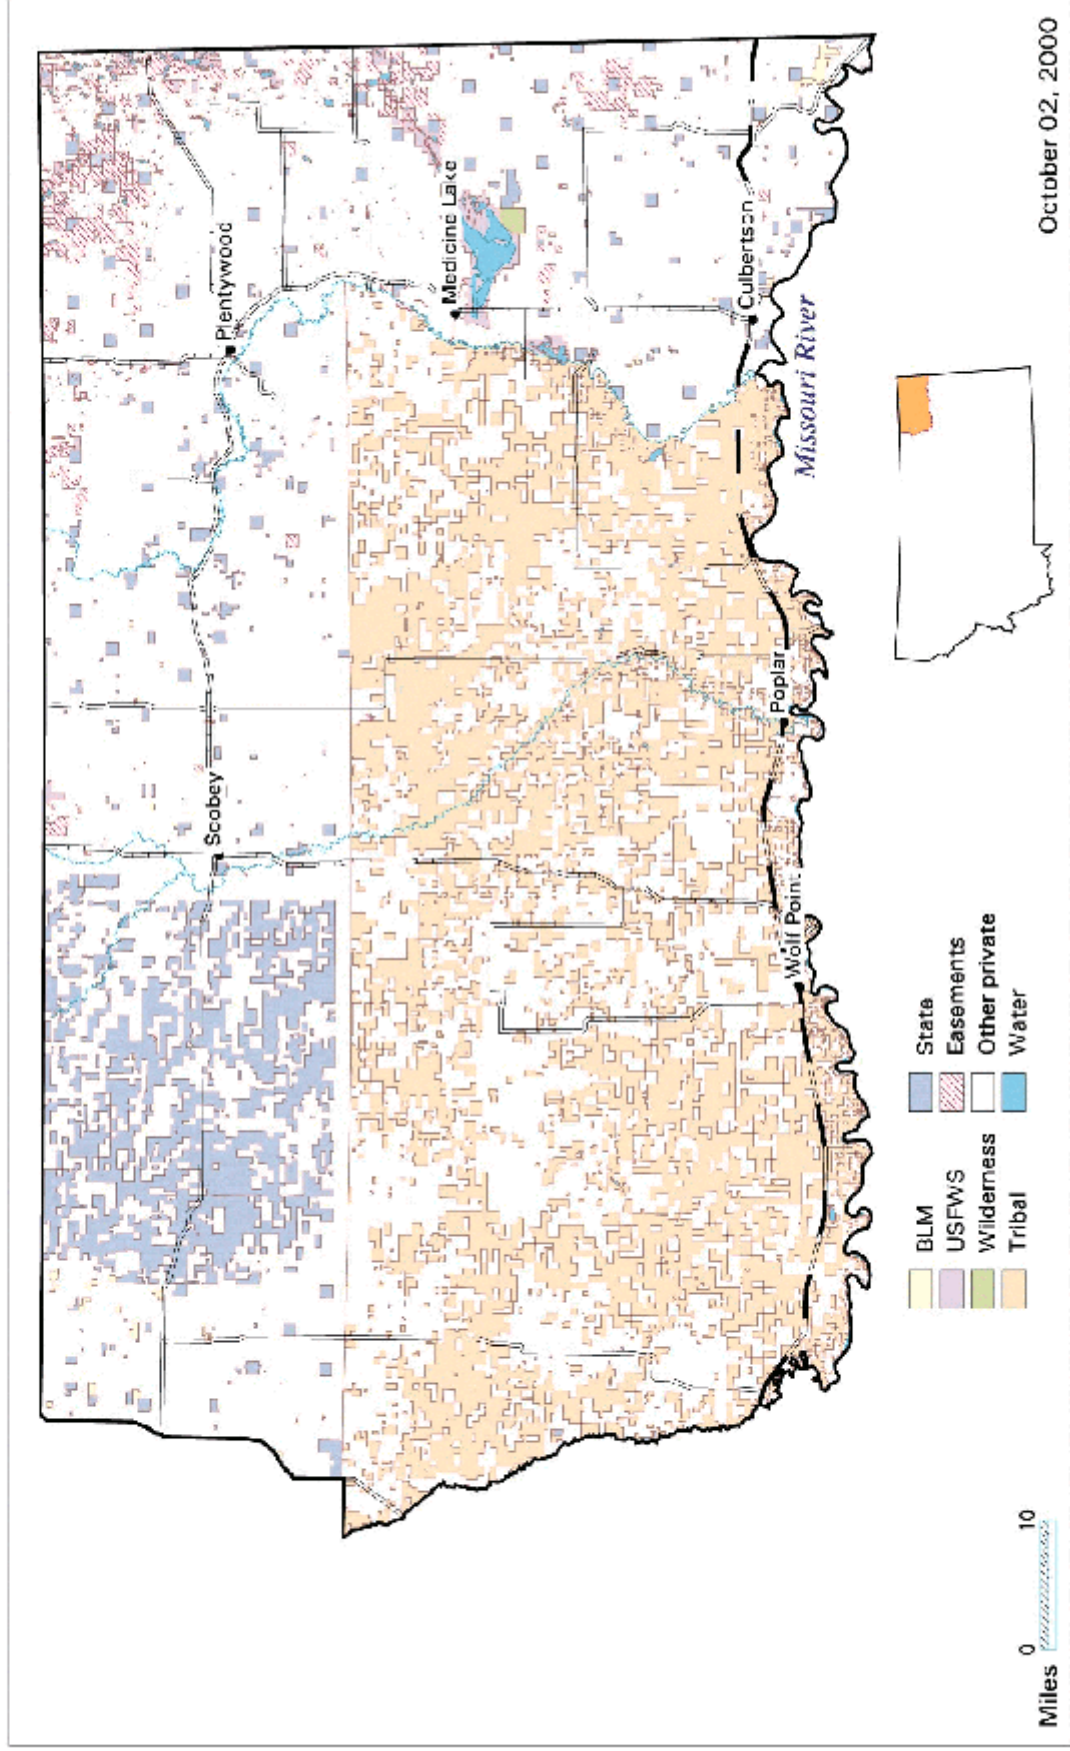 Scobey
Plentywood
Medicine Lake
Wolf Point
Poplar
Culbertson
Missouri River
BLM
USFWS
Wilderness
Tribal
State
Easements
Other private
Water
0 10
Miles
October 02, 2000